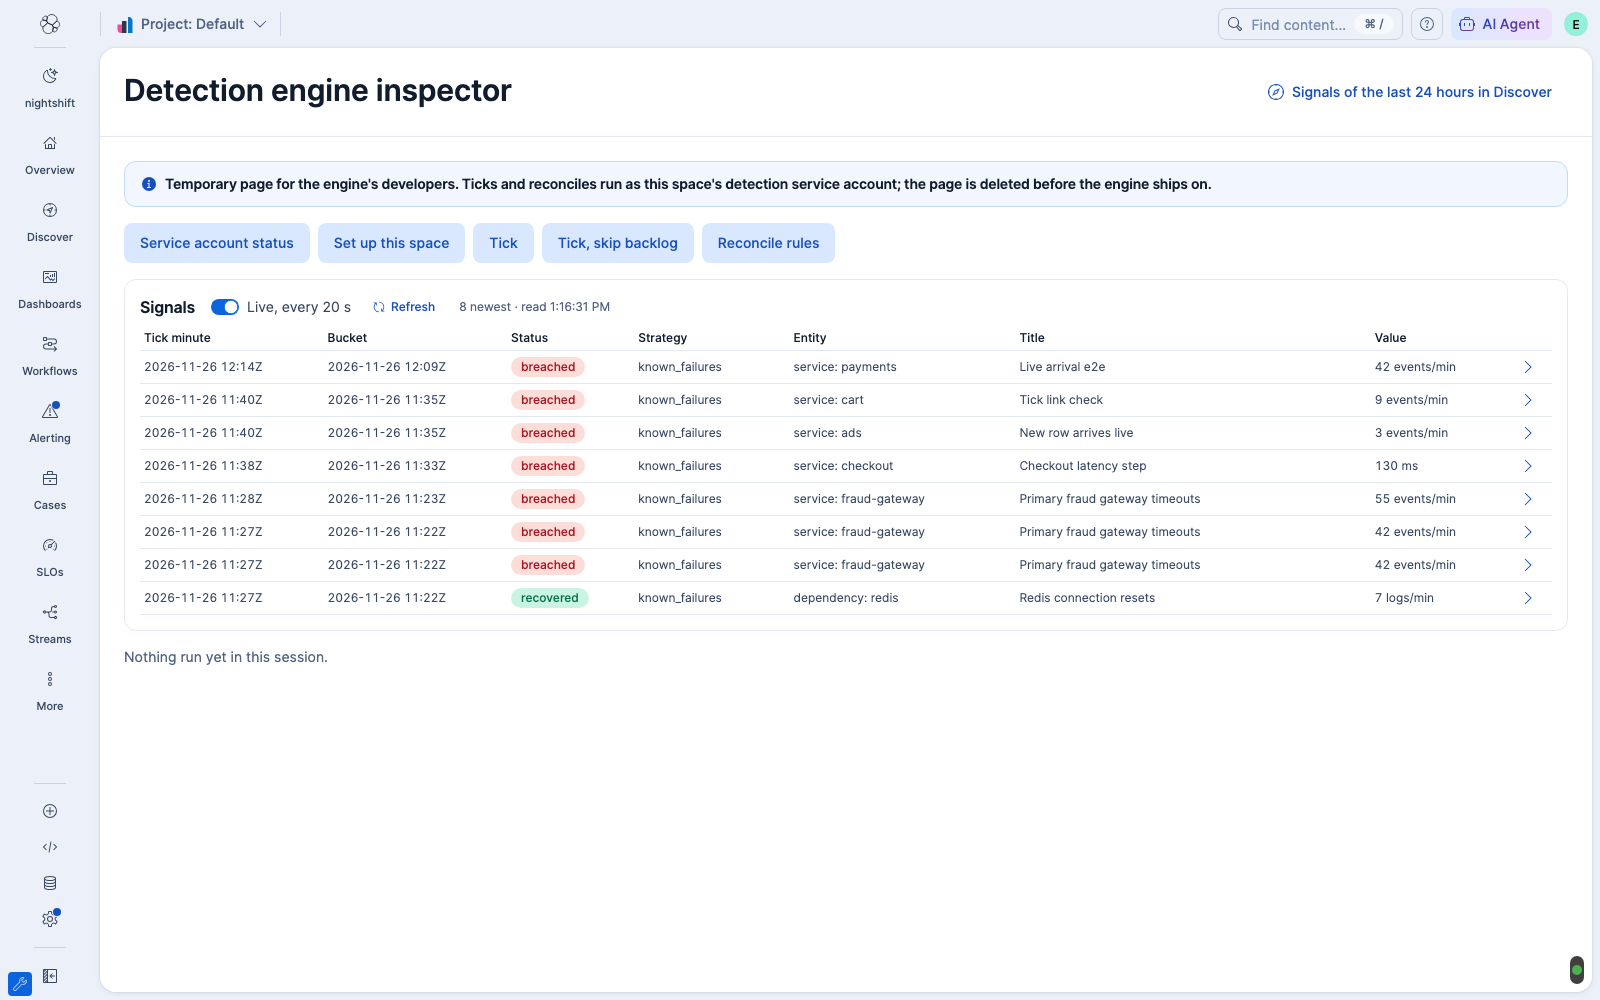 Project: Default
Find content...
⌘ /
AI Agent
E
nightshift
Overview
Discover
Dashboards
Workflows
Alerting
Cases
SLOs
Streams
More
Detection engine inspector
Signals of the last 24 hours in Discover
Temporary page for the engine's developers. Ticks and reconciles run as this space's detection service account; the page is deleted before the engine ships on.
Service account status
Set up this space
Tick
Tick, skip backlog
Reconcile rules
Signals
Live, every 20 s
Refresh
8 newest · read 1:16:31 PM
Tick minute Bucket Status Strategy Entity Title Value
2026-11-26 12:14Z 2026-11-26 12:09Z breached known_failures service: payments Live arrival e2e 42 events/min
2026-11-26 11:40Z 2026-11-26 11:35Z breached known_failures service: cart Tick link check 9 events/min
2026-11-26 11:40Z 2026-11-26 11:35Z breached known_failures service: ads New row arrives live 3 events/min
2026-11-26 11:38Z 2026-11-26 11:33Z breached known_failures service: checkout Checkout latency step 130 ms
2026-11-26 11:28Z 2026-11-26 11:23Z breached known_failures service: fraud-gateway Primary fraud gateway timeouts 55 events/min
2026-11-26 11:27Z 2026-11-26 11:22Z breached known_failures service: fraud-gateway Primary fraud gateway timeouts 42 events/min
2026-11-26 11:27Z 2026-11-26 11:22Z breached known_failures service: fraud-gateway Primary fraud gateway timeouts 42 events/min
2026-11-26 11:27Z 2026-11-26 11:22Z recovered known_failures dependency: redis Redis connection resets 7 logs/min
Nothing run yet in this session.